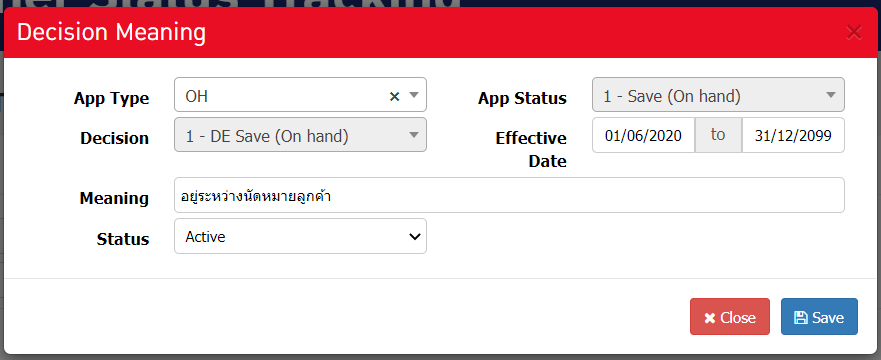 Decision Meaning ×
App Type OH × App Status 1 - Save (On hand)
Decision 1 - DE Save (On hand) Effective Date 01/06/2020 to 31/12/2099
Meaning อยู่ระหว่างนัดหมายลูกค้า
Status Active
Close Save